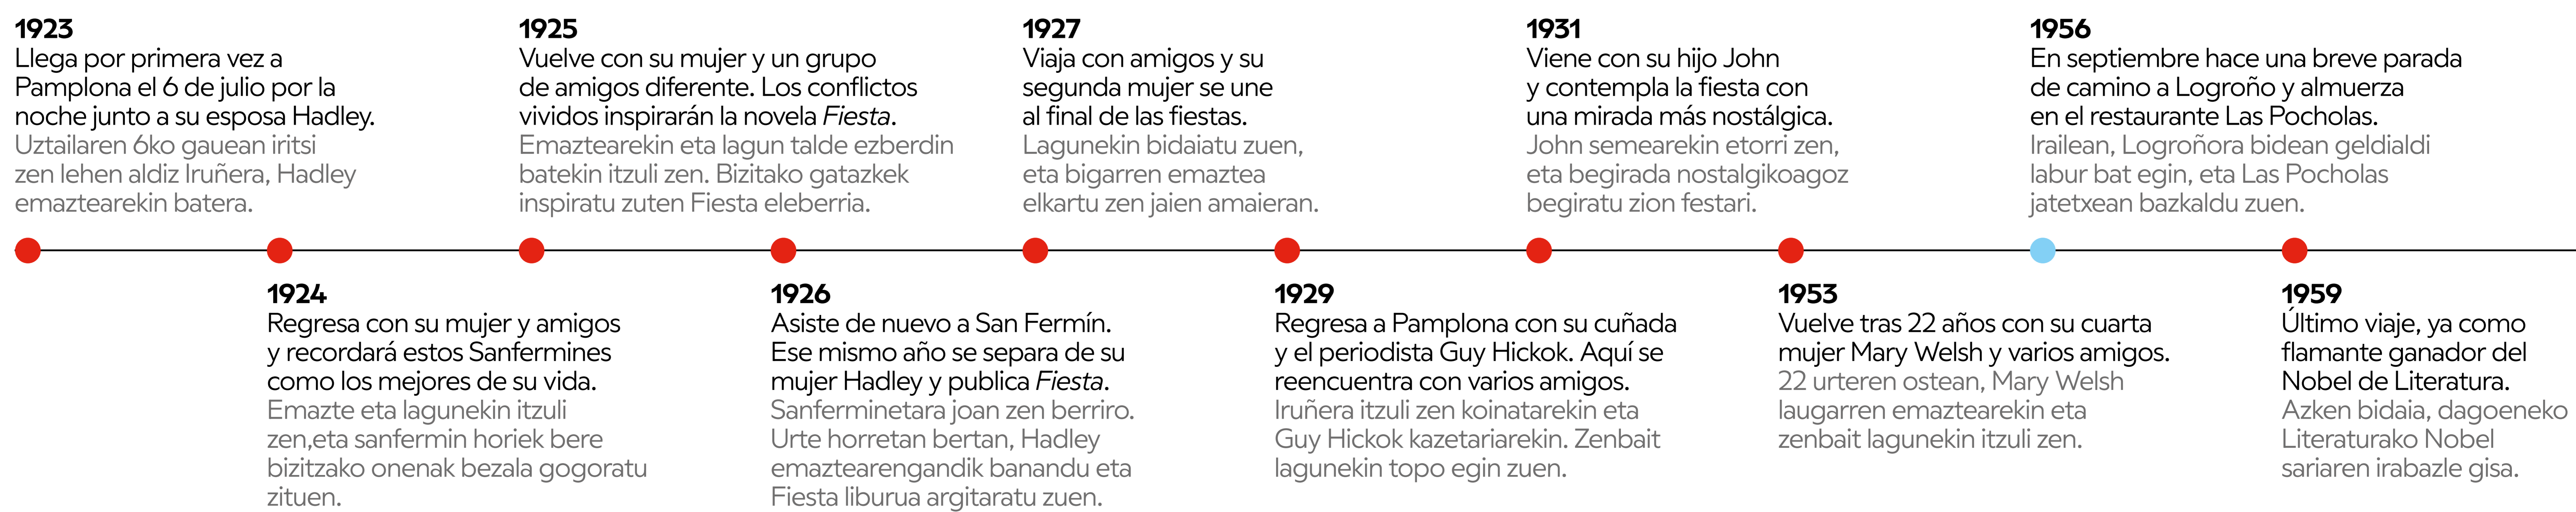 1923
Llega por primera vez a
Pamplona el 6 de julio por la
noche junto a su esposa Hadley.
Uztailaren 6ko gauean iritsi
zen lehen aldiz Iruñera, Hadley
emaztearekin batera.
1924
Regresa con su mujer y amigos
y recordará estos Sanfermines
como los mejores de su vida.
Emazte eta lagunekin itzuli
zen,eta sanfermin horiek bere
bizitzako onenak bezala gogoratu
zituen.
1925
Vuelve con su mujer y un grupo
de amigos diferente. Los conflictos
vividos inspirarán la novela Fiesta.
Emaztearekin eta lagun talde ezberdin
batekin itzuli zen. Bizitako gatazkek
inspiratu zuten Fiesta eleberria.
1926
Asiste de nuevo a San Fermín.
Ese mismo año se separa de su
mujer Hadley y publica Fiesta.
Sanferminetara joan zen berriro.
Urte horretan bertan, Hadley
emaztearengandik banandu eta
Fiesta liburua argitaratu zuen.
1927
Viaja con amigos y su
segunda mujer se une
al final de las fiestas.
Lagunekin bidaiatu zuen,
eta bigarren emaztea
elkartu zen jaien amaieran.
1929
Regresa a Pamplona con su cuñada
y el periodista Guy Hickok. Aquí se
reencuentra con varios amigos.
Iruñera itzuli zen koinatarekin eta
Guy Hickok kazetariarekin. Zenbait
lagunekin topo egin zuen.
1931
Viene con su hijo John
y contempla la fiesta con
una mirada más nostálgica.
John semearekin etorri zen,
eta begirada nostalgikoagoz
begiratu zion festari.
1953
Vuelve tras 22 años con su cuarta
mujer Mary Welsh y varios amigos.
22 urteren ostean, Mary Welsh
laugarren emaztearekin eta
zenbait lagunekin itzuli zen.
1956
En septiembre hace una breve parada
de camino a Logroño y almuerza
en el restaurante Las Pocholas.
Irailean, Logroñora bidean geldialdi
labur bat egin, eta Las Pocholas
jatetxean bazkaldu zuen.
1959
Último viaje, ya como
flamante ganador del
Nobel de Literatura.
Azken bidaia, dagoeneko
Literaturako Nobel
sariaren irabazle gisa.